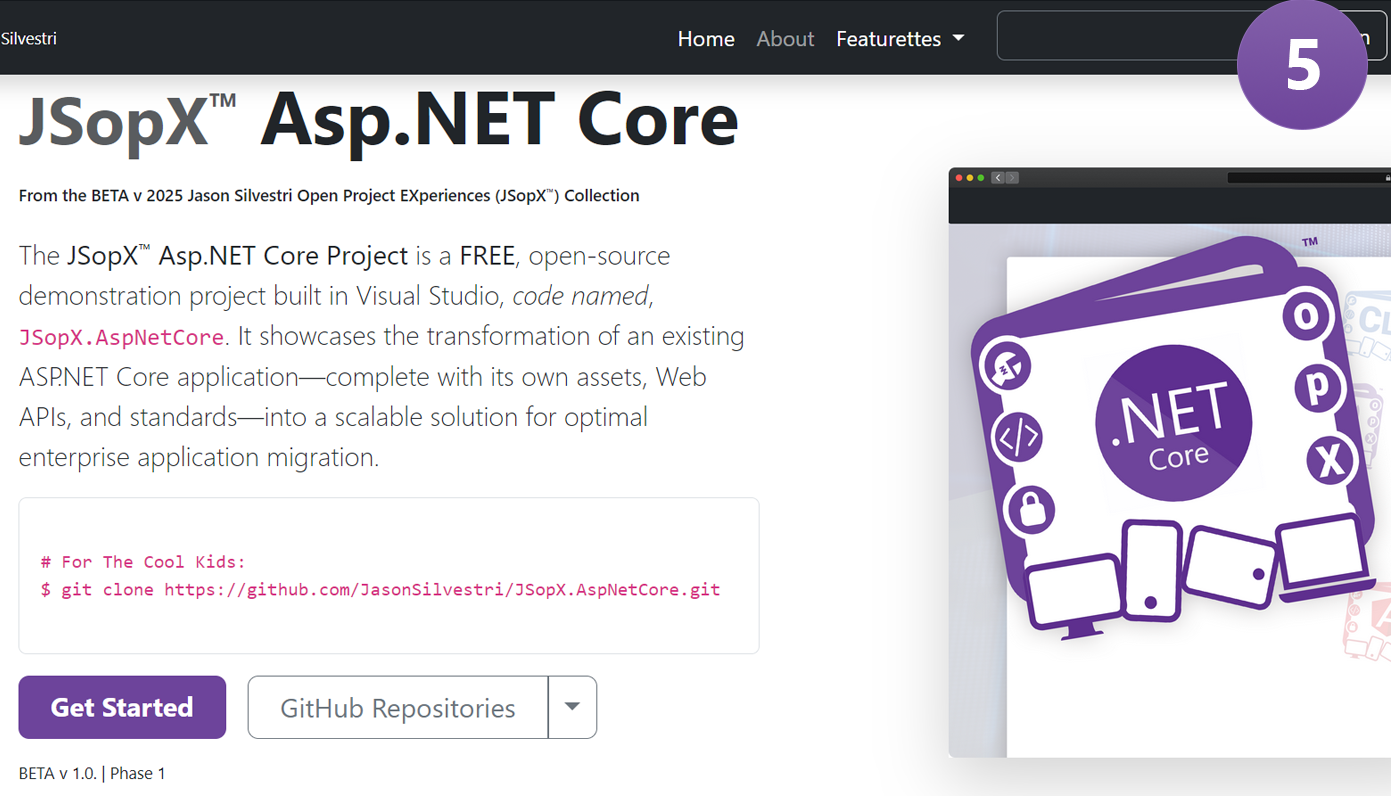 Silvestri
Home About Featurettes
n
5
JSopX™ Asp.NET Core
From the BETA v 2025 Jason Silvestri Open Project EXperiences (JSopX™) Collection
The JSopX™ Asp.NET Core Project is a FREE, open-source
demonstration project built in Visual Studio, code named,
JSopX.AspNetCore. It showcases the transformation of an existing
ASP.NET Core application—complete with its own assets, Web
APIs, and standards—into a scalable solution for optimal
enterprise application migration.
# For The Cool Kids:
$ git clone https://github.com/JasonSilvestri/JSopX.AspNetCore.git
Get Started
GitHub Repositories
BETA v 1.0. | Phase 1
TM
o
p
X
</>
.NET
Core
CL